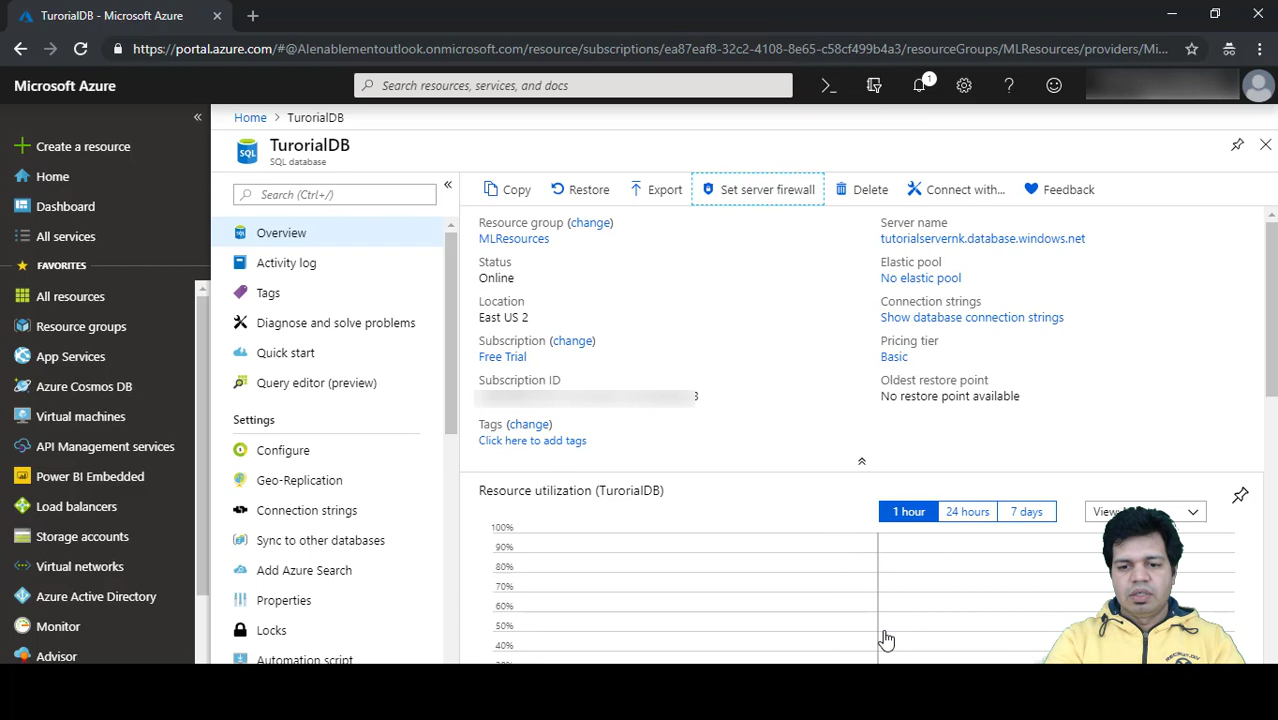 TurorialDB - Microsoft Azure
https://portal.azure.com/#@AIenablementoutlook.onmicrosoft.com/resource/subscriptions/ea87eaf8-32c2-4108-8e65-c58cf499b4a3/resourceGroups/MLResources/providers/Mi...
Microsoft Azure
Search resources, services, and docs
1
Create a resource
Home
Dashboard
All services
FAVORITES
All resources
Resource groups
App Services
Azure Cosmos DB
Virtual machines
API Management services
Power BI Embedded
Load balancers
Storage accounts
Virtual networks
Azure Active Directory
Monitor
Advisor
Home > TurorialDB
SQL
TurorialDB
SQL database
Search (Ctrl+/)
Overview
Activity log
Tags
Diagnose and solve problems
Quick start
Query editor (preview)
Settings
Configure
Geo-Replication
Connection strings
Sync to other databases
Add Azure Search
Properties
Locks
Automation script
Copy Restore Export Set server firewall Delete Connect with... Feedback
Resource group (change)
MLResources
Status
Online
Location
East US 2
Subscription (change)
Free Trial
Subscription ID
Tags (change)
Click here to add tags
Server name
tutorialservernk.database.windows.net
Elastic pool
No elastic pool
Connection strings
Show database connection strings
Pricing tier
Basic
Oldest restore point
No restore point available
Resource utilization (TurorialDB)
1 hour 24 hours 7 days
100%
90%
80%
70%
60%
50%
40%